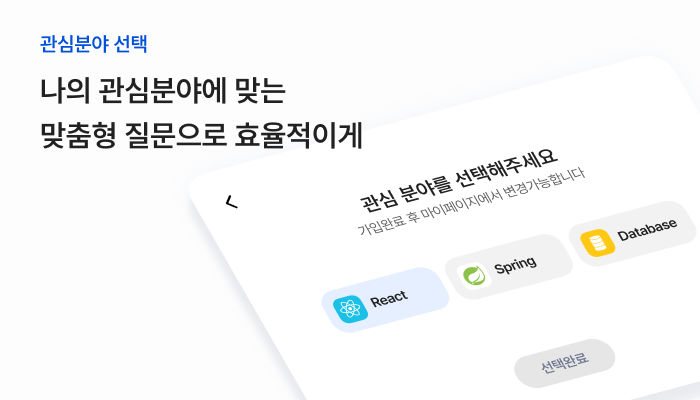 관심분야 선택
나의 관심분야에 맞는
맞춤형 질문으로 효율적이게
관심 분야를 선택해주세요
가입완료 후 마이페이지에서 변경가능합니다
React
Spring
Database
선택완료